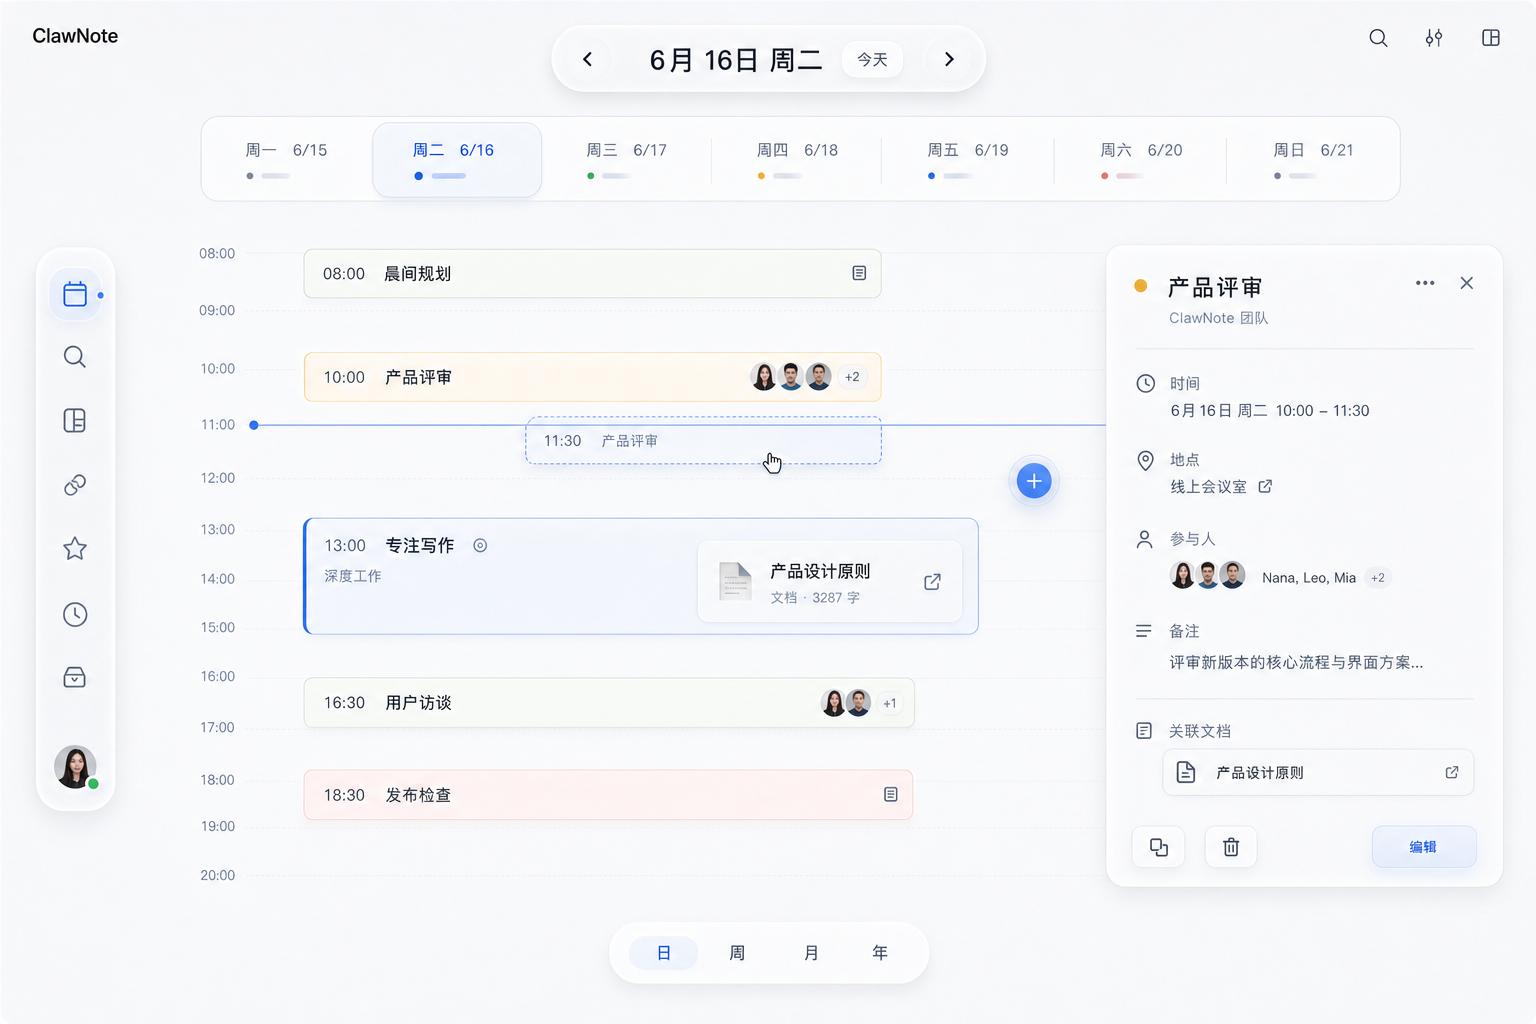 ClawNote
6月 16日 周二 今天
周一 6/15
周二 6/16
周三 6/17
周四 6/18
周五 6/19
周六 6/20
周日 6/21
08:00
08:00 晨间规划
09:00
10:00
10:00 产品评审 +2
11:00
11:30 产品评审
12:00
13:00
13:00 专注写作
深度工作
产品设计原则
文档 · 3287 字
14:00
15:00
16:00
16:30 用户访谈 +1
17:00
18:00
18:30 发布检查
19:00
20:00
产品评审
ClawNote 团队
时间
6月16日 周二 10:00 – 11:30
地点
线上会议室
参与人
Nana, Leo, Mia +2
备注
评审新版本的核心流程与界面方案...
关联文档
产品设计原则
编辑
日 周 月 年